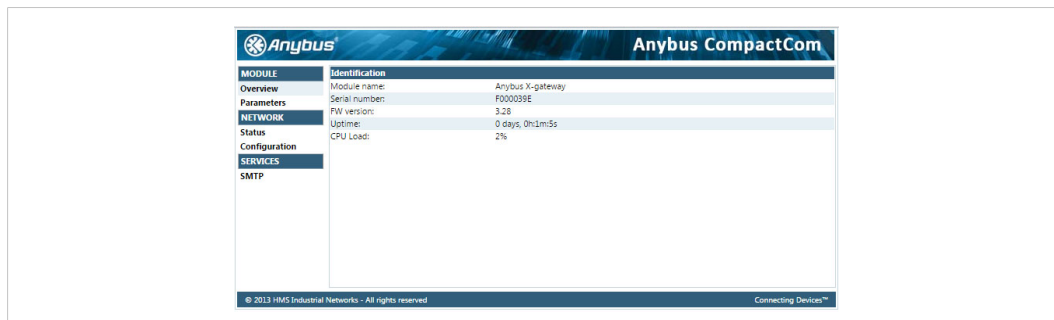 Anybus®
Anybus CompactCom
MODULE
Overview
Parameters
NETWORK
Status
Configuration
SERVICES
SMTP
Identification
Module name: Anybus X-gateway
Serial number: F000039E
FW version: 3.28
Uptime: 0 days, 0h:1m:5s
CPU Load: 2%
© 2013 HMS Industrial Networks - All rights reserved
Connecting Devices™